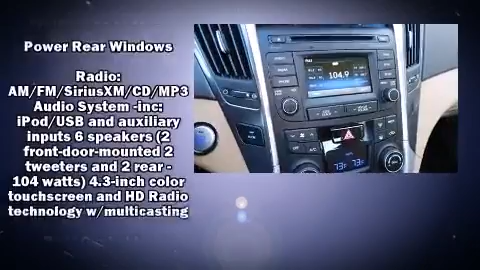 Power Rear Windows
Radio:
AM/FM/SiriusXM/CD/MP3
Audio System -inc:
iPod/USB and auxiliary
inputs 6 speakers (2
front-door-mounted 2
tweeters and 2 rear -
104 watts) 4.3-inch color
touchscreen and HD Radio
technology w/multicasting
104.9
73°F 73°F